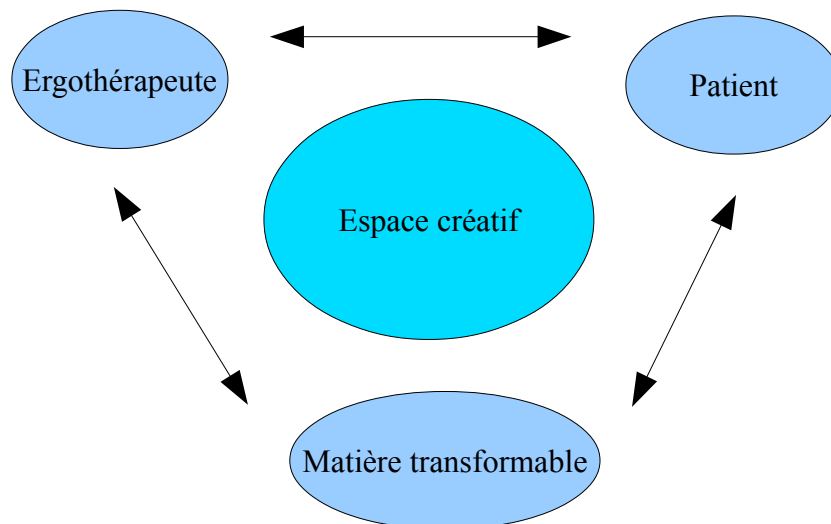 Ergothérapeute
Patient
Espace créatif
Matière transformable